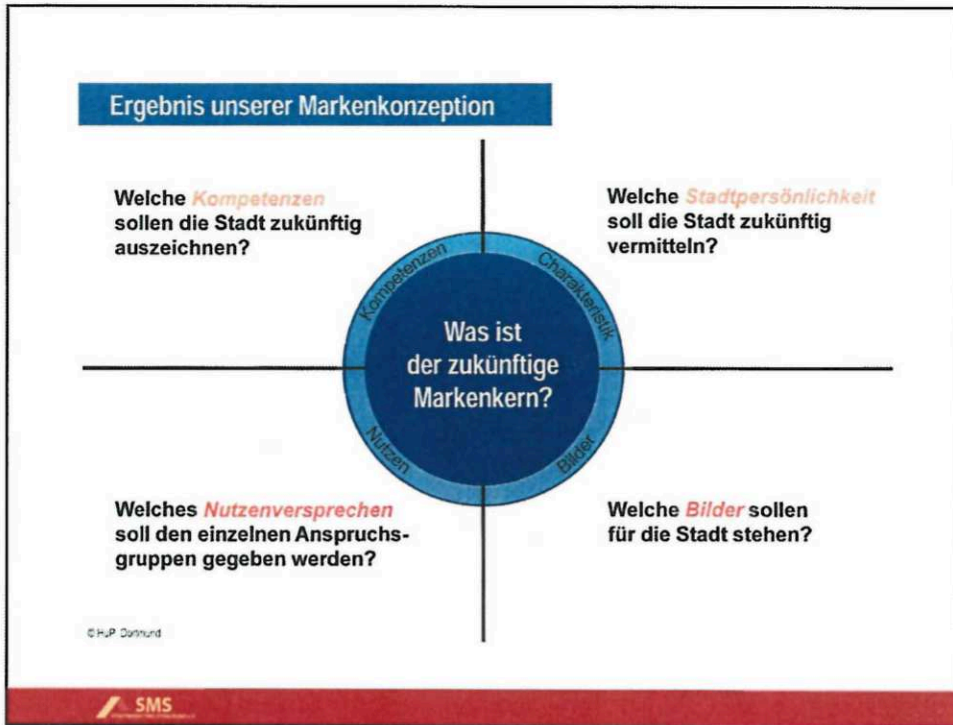 Ergebnis unserer Markenkonzeption
Welche Kompetenzen
sollen die Stadt zukünftig
auszeichnen?
Welche Stadtpersönlichkeit
soll die Stadt zukünftig
vermitteln?
Kompetenzen
Charakteristik
Was ist
der zukünftige
Markenkern?
Nutzen
Bilder
Welches Nutzenversprechen
soll den einzelnen Anspruchs-
gruppen gegeben werden?
Welche Bilder sollen
für die Stadt stehen?
© HuP Dortmund
SMS